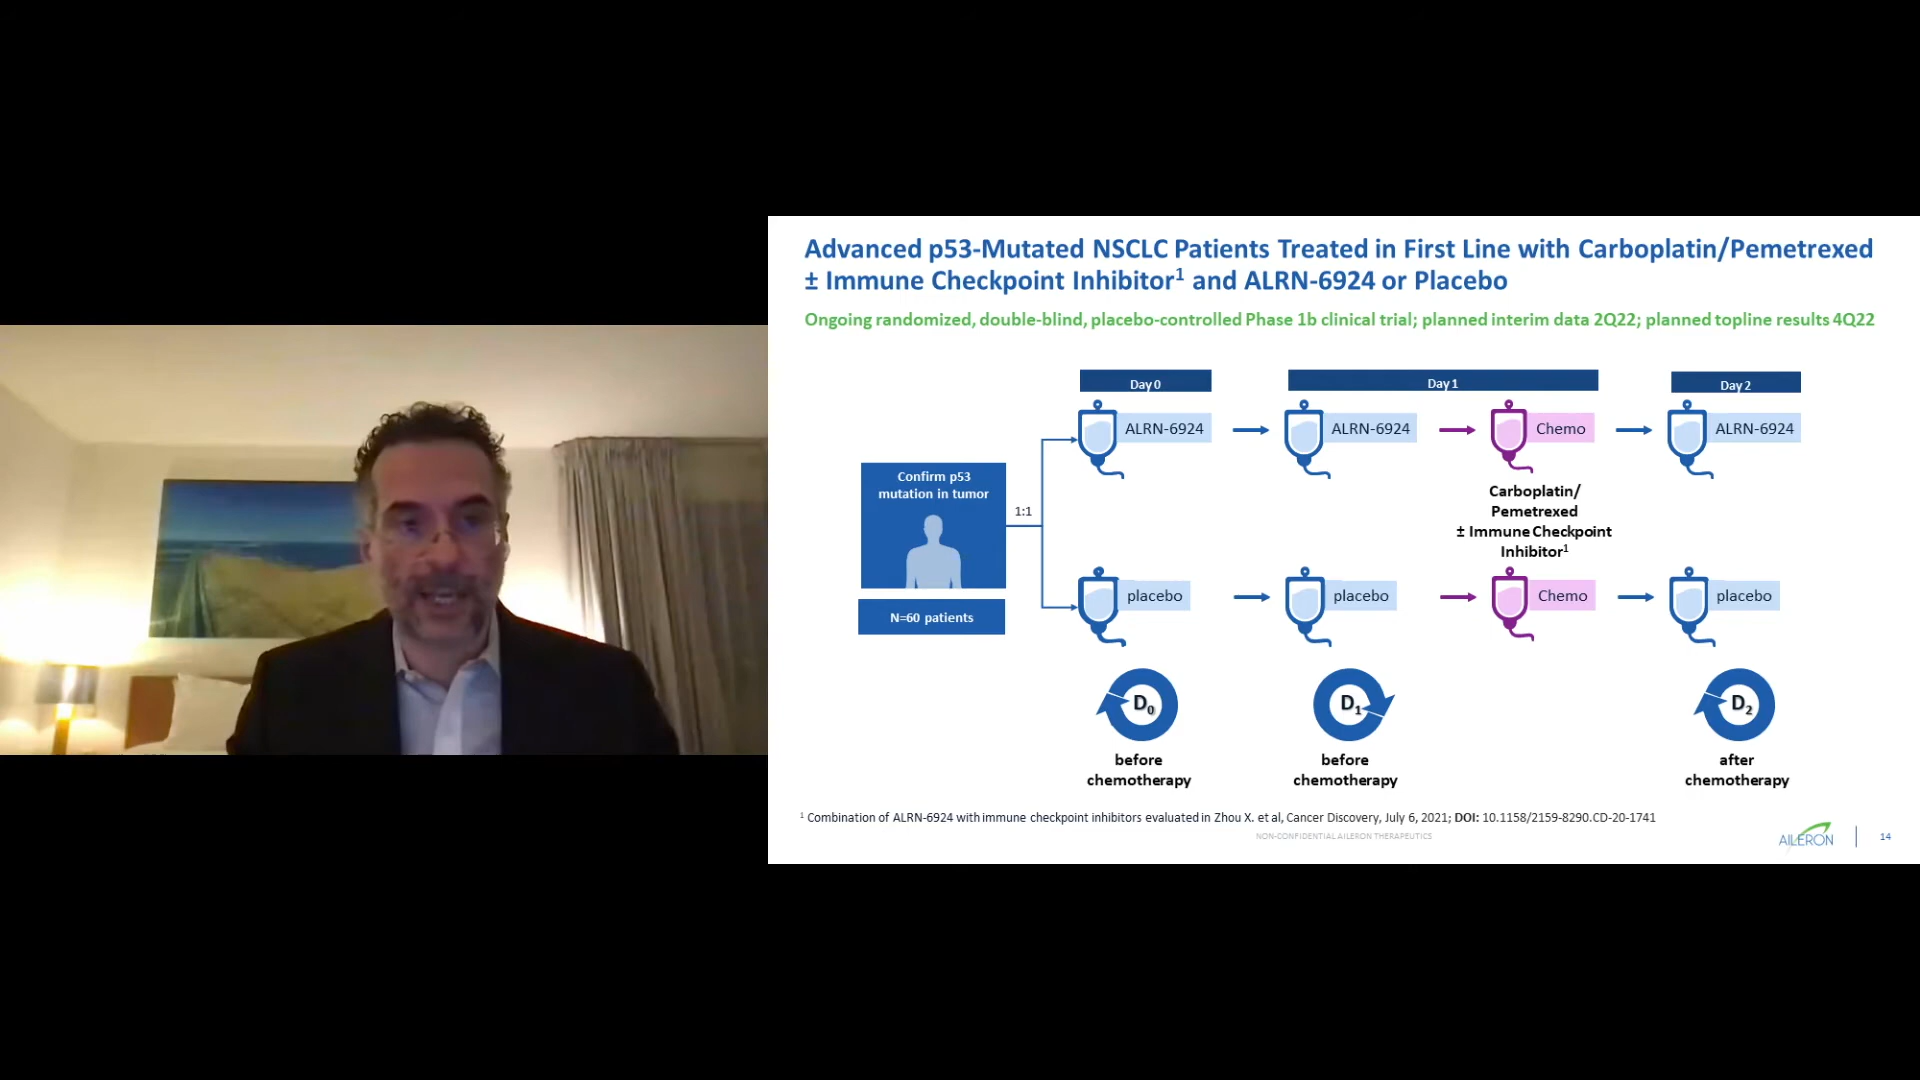 Advanced p53-Mutated NSCLC Patients Treated in First Line with Carboplatin/Pemetrexed
± Immune Checkpoint Inhibitor1 and ALRN-6924 or Placebo
Ongoing randomized, double-blind, placebo-controlled Phase 1b clinical trial; planned interim data 2Q22; planned topline results 4Q22
Day 0
Day 1
Day 2
ALRN-6924
ALRN-6924
Chemo
ALRN-6924
Confirm p53
mutation in tumor
1:1
N=60 patients
Carboplatin/
Pemetrexed
± Immune Checkpoint
Inhibitor1
placebo
placebo
Chemo
placebo
D0
D1
D2
before
chemotherapy
before
chemotherapy
after
chemotherapy
1 Combination of ALRN-6924 with immune checkpoint inhibitors evaluated in Zhou X. et al, Cancer Discovery, July 6, 2021; DOI: 10.1158/2159-8290.CD-20-1741
NON-CONFIDENTIAL AILERON THERAPEUTICS
AILERON
14